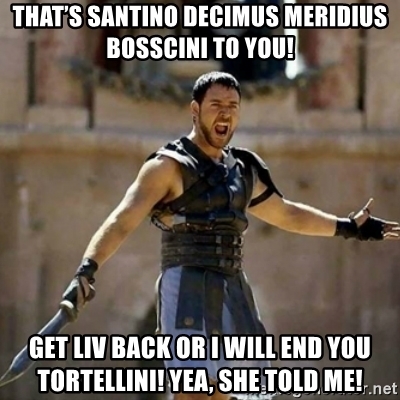 THAT'S SANTINO DECIMUS MERIDIUS
BOSSCINI TO YOU!
GET LIV BACK OR I WILL END YOU
TORTELLINI! YEA, SHE TOLD ME!